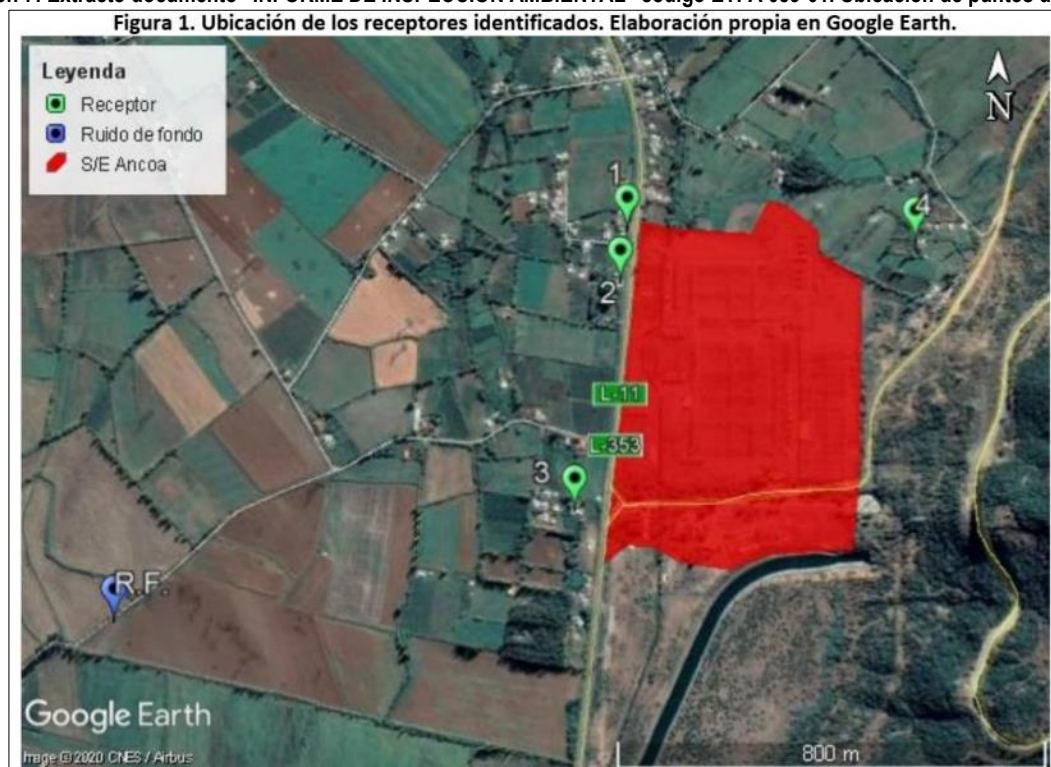 Figura 1. Ubicación de los receptores identificados. Elaboración propia en Google Earth.
Leyenda
Receptor
Ruido de fondo
S/E Ancoa
N
1
4
2
L-11
L-353
3
R.F.
Google Earth
Image © 2020 CNES / Airbus
800 m